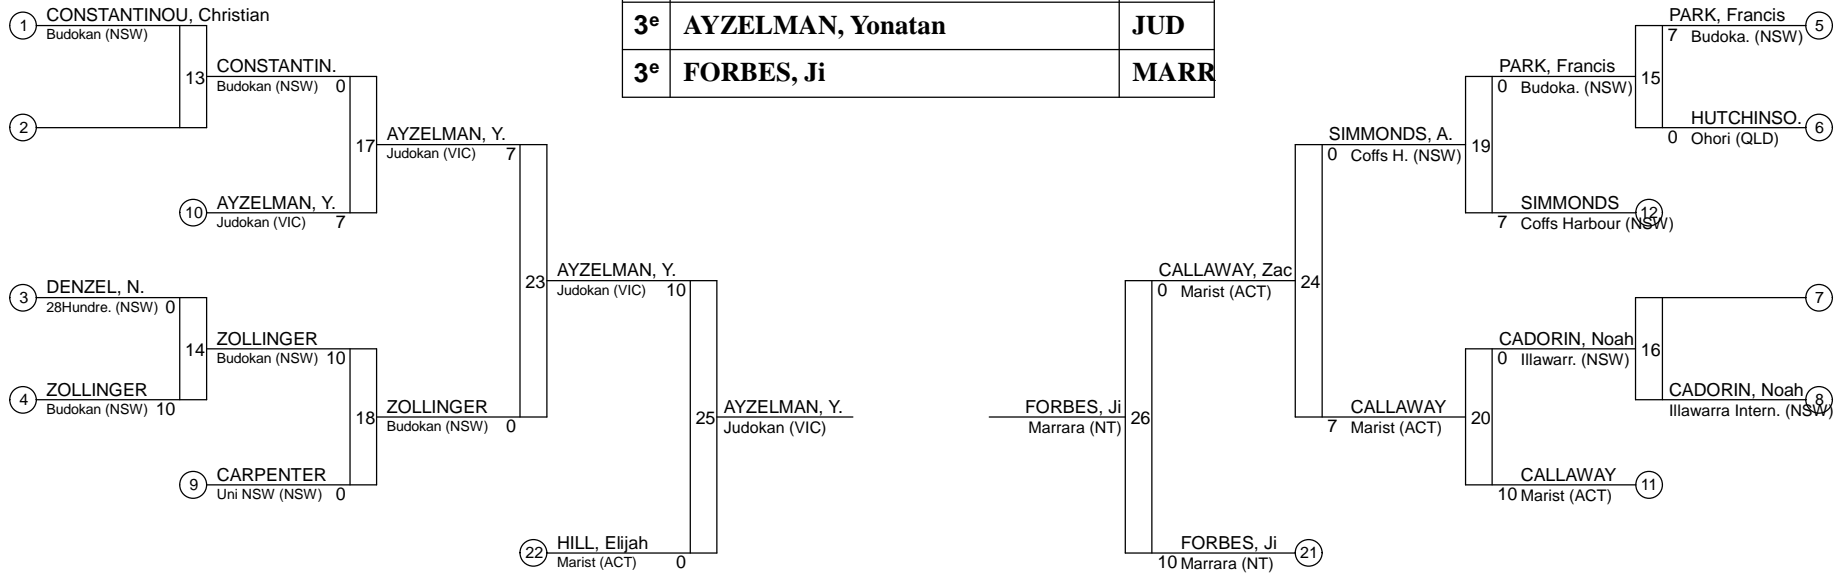 3e AYZELMAN, Yonatan JUD
3e FORBES, Ji MARR
1 CONSTANTINOU, Christian
Budokan (NSW)
13
2
CONSTANTIN.
Budokan (NSW) 0
17
10 AYZELMAN, Y.
Judokan (VIC) 7
AYZELMAN, Y.
Judokan (VIC) 7
23
3 DENZEL, N.
28Hundre. (NSW) 0
14
4 ZOLLINGER
Budokan (NSW) 10
ZOLLINGER
Budokan (NSW) 10
18
9 CARPENTER
Uni NSW (NSW) 0
ZOLLINGER
Budokan (NSW) 0
AYZELMAN, Y.
Judokan (VIC) 10
25
22 HILL, Elijah
Marist (ACT) 0
AYZELMAN, Y.
Judokan (VIC)
PARK, Francis 5
7 Budoka. (NSW)
15
HUTCHINSO. 6
0 Ohori (QLD)
PARK, Francis
0 Budoka. (NSW)
19
SIMMONDS 12
7 Coffs Harbour (NSW)
SIMMONDS, A.
0 Coffs H. (NSW)
24
7
16
CADORIN, Noah 8
Illawarra Intern. (NSW)
CADORIN, Noah
0 Illawarr. (NSW)
20
CALLAWAY 11
10 Marist (ACT)
CALLAWAY
7 Marist (ACT)
CALLAWAY, Zac
0 Marist (ACT)
26
FORBES, Ji 21
10 Marrara (NT)
FORBES, Ji
Marrara (NT)